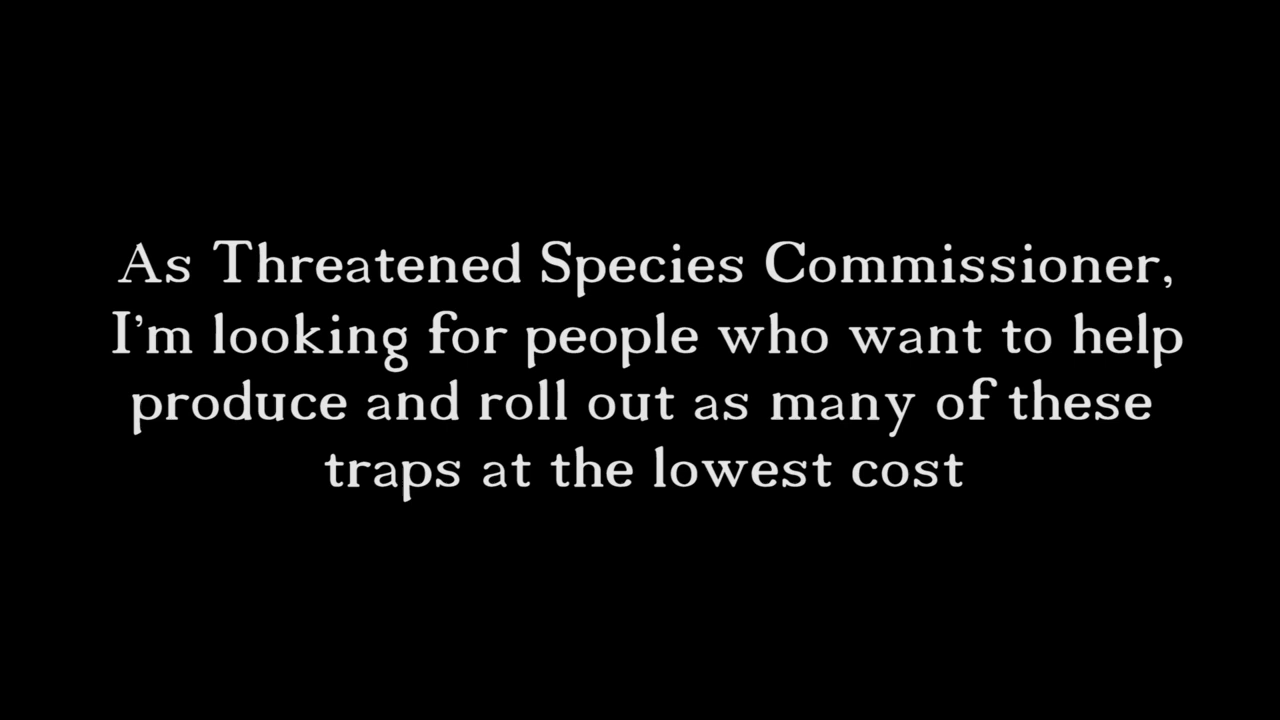 As Threatened Species Commissioner,
I'm looking for people who want to help
produce and roll out as many of these
traps at the lowest cost